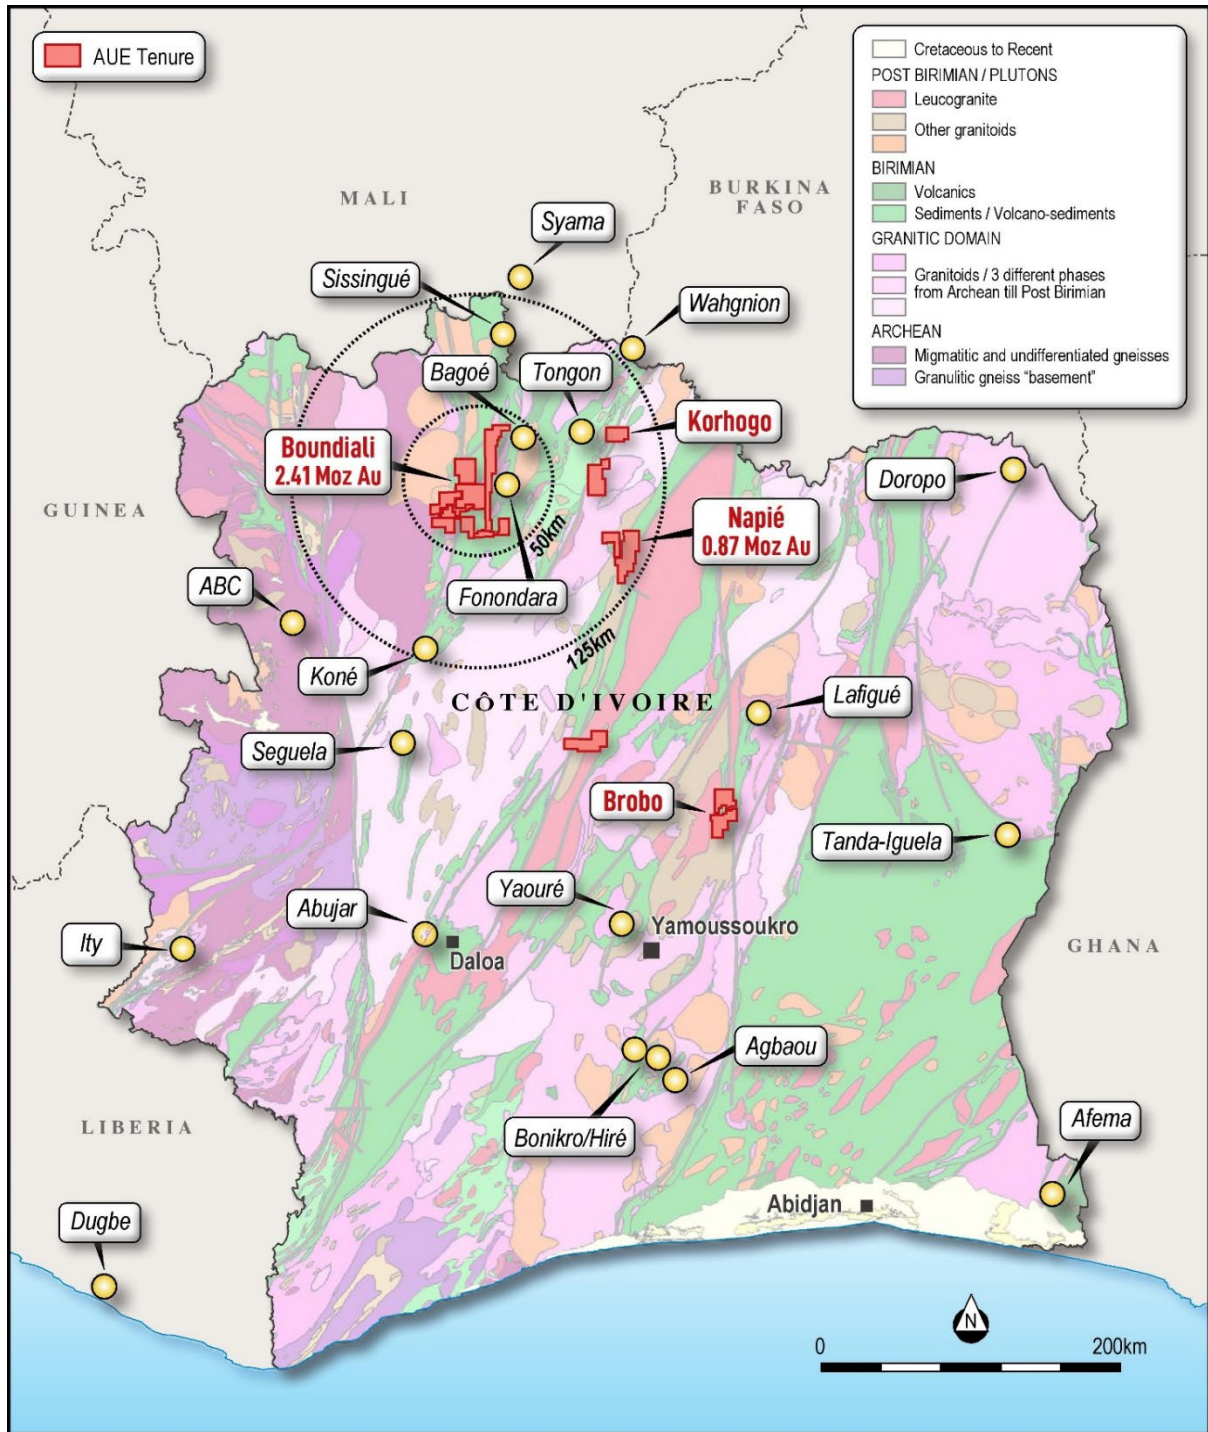 AUE Tenure
Cretaceous to Recent
POST BIRIMIAN / PLUTONS
Leucogranite
Other granitoids
BIRIMIAN
Volcanics
Sediments / Volcano-sediments
GRANITIC DOMAIN
Granitoids / 3 different phases
from Archean till Post Birimian
ARCHEAN
Migmatitic and undifferentiated gneisses
Granulitic gneiss “basement”
MALI
BURKINA
FASO
Syama
Sissingué
Wahgnion
Bagoé
Tongon
Boundiali
2.41 Moz Au
Korhogo
Doropo
GUINEA
Napié
0.87 Moz Au
50km
Fonondara
ABC
125km
Koné
CÔTE D'IVOIRE
Lafigué
Seguela
Brobo
Tanda-Iguela
Yaouré
Abujar
Yamoussoukro
Ity
Daloa
GHANA
Agbaou
Bonikro/Hiré
LIBERIA
Afema
Abidjan
Dugbe
N
0
200km